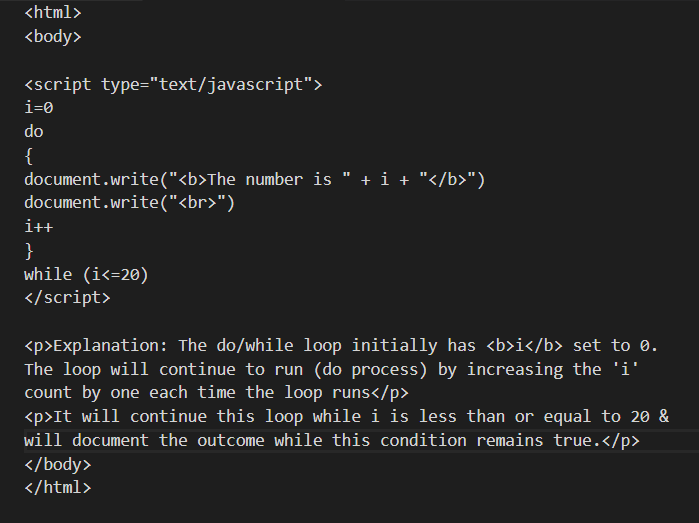 <html>
<body>
<script type="text/javascript">
i=0
do
{
document.write("<b>The number is " + i + "</b>")
document.write("<br>")
i++
}
while (i<=20)
</script>
<p>Explanation: The do/while loop initially has <b>i</b> set to 0.
The loop will continue to run (do process) by increasing the 'i'
count by one each time the loop runs</p>
<p>It will continue this loop while i is less than or equal to 20 &
will document the outcome while this condition remains true.</p>
</body>
</html>